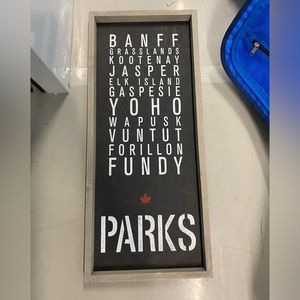 BANFF
GRASSLANDS
KOOTENAY
JASPER
ELK ISLAND
GASPESIE
YOHO
WAPUSK
VUNTUT
FORILLON
FUNDY
PARKS